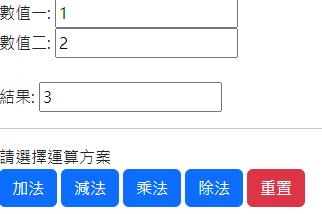 數值一: 1
數值二: 2
結果: 3
請選擇運算方案
加法 減法 乘法 除法 重置